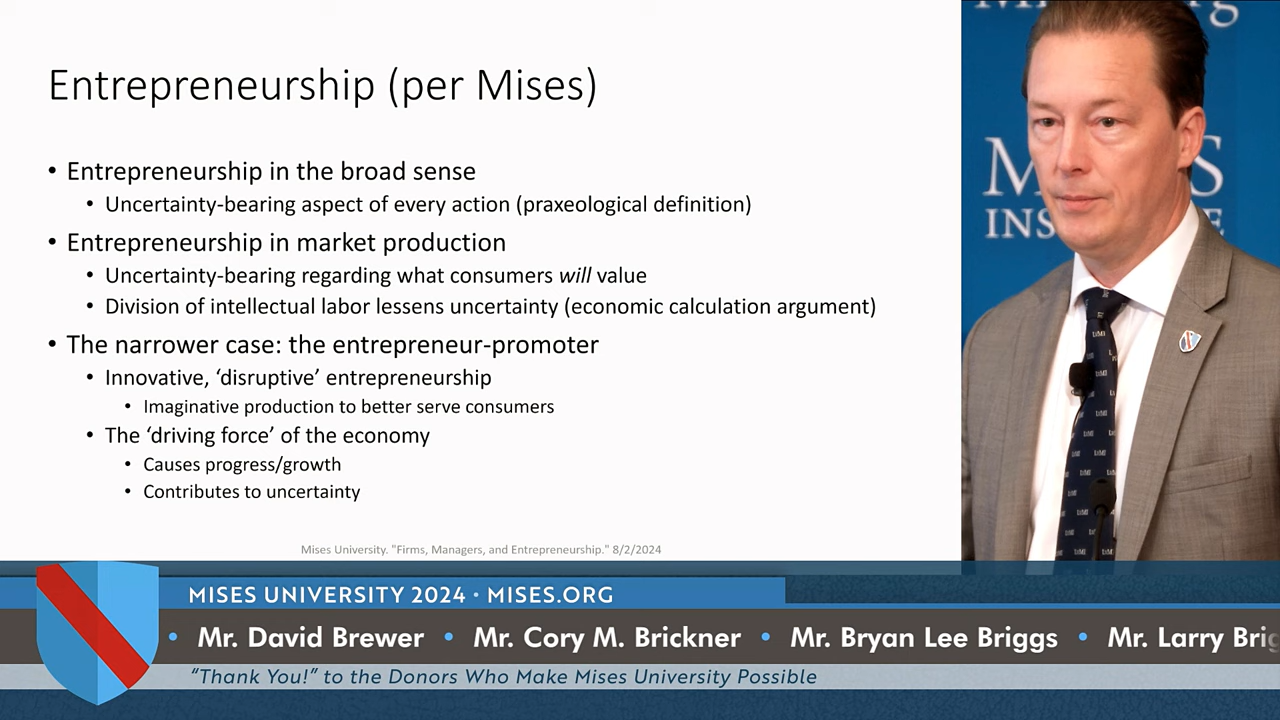 Entrepreneurship (per Mises)
• Entrepreneurship in the broad sense
• Uncertainty-bearing aspect of every action (praxeological definition)
• Entrepreneurship in market production
• Uncertainty-bearing regarding what consumers will value
• Division of intellectual labor lessens uncertainty (economic calculation argument)
• The narrower case: the entrepreneur-promoter
• Innovative, ‘disruptive’ entrepreneurship
• Imaginative production to better serve consumers
• The ‘driving force’ of the economy
• Causes progress/growth
• Contributes to uncertainty
Mises University. "Firms, Managers, and Entrepreneurship." 8/2/2024
MISES UNIVERSITY 2024 • MISES.ORG
• Mr. David Brewer • Mr. Cory M. Brickner • Mr. Bryan Lee Briggs • Mr. Larry
“Thank You!” to the Donors Who Make Mises University Possible